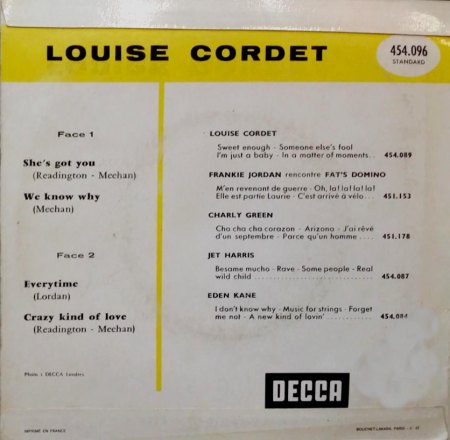 LOUISE CORDET
454.096
STANDARD
Face 1
She's got you
(Readington - Mechan)
We know why
(Mechan)
Face 2
Everytime
(Lordan)
Crazy kind of love
(Readington - Mechan)
Photo : DECCA Londres
IMPRIMÉ EN FRANCE
LOUISE CORDET
Sweet enough - Someone else's fool
I'm just a baby - In a matter of moments.. 454.089
FRANKIE JORDAN rencontre FAT'S DOMINO
M'en revenant de guerre - Oh, la! la! la! la!
Elle est partie Laurie - C'est arrivé à vélo... 451.153
CHARLY GREEN
Cha cha cha corazon - Arizona - J'ai rêvé
d'un septembre - Parce qu'un homme .... 451.178
JET HARRIS
Besame mucho - Rave - Some people - Real
wild child ............................ 454.087
EDEN KANE
I don't know why - Music for strings - Forget
me not - A new kind of lovin' ............ 454.084
DECCA
PARIS